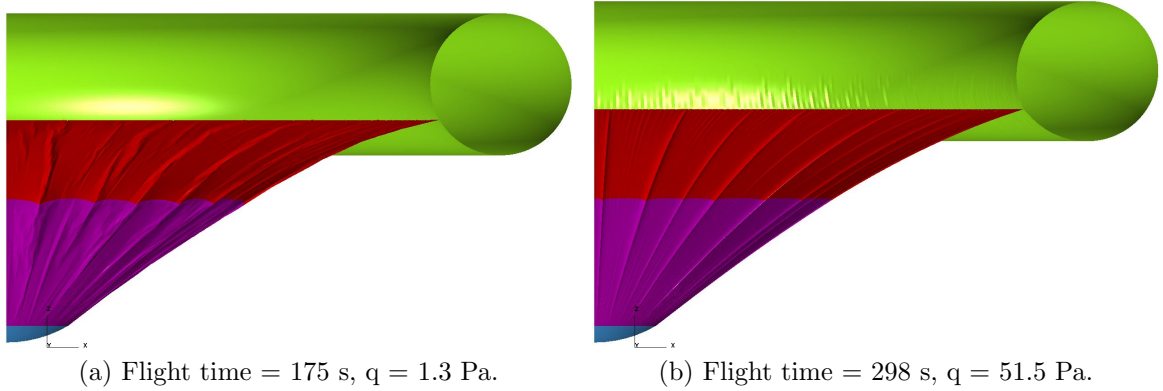 Z
Y X
Z
Y X
(a) Flight time = 175 s, q = 1.3 Pa.
(b) Flight time = 298 s, q = 51.5 Pa.